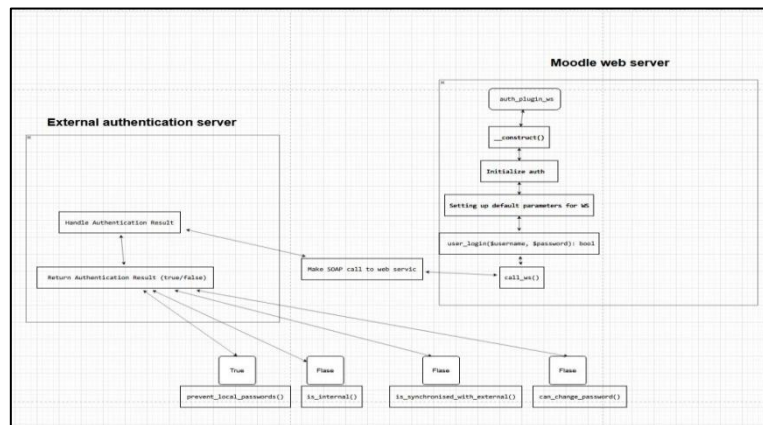 Moodle web server
auth_plugin_ws
__construct()
Initialize auth
Setting up default parameters for WS
user_login($username, $password): bool
call_ws()
External authentication server
Handle Authentication Result
Return Authentication Result (true/false)
Make SOAP call to web servic
True
Flase
Flase
Flase
prevent_local_passwords()
is_internal()
is_synchronised_with_external()
can_change_password()